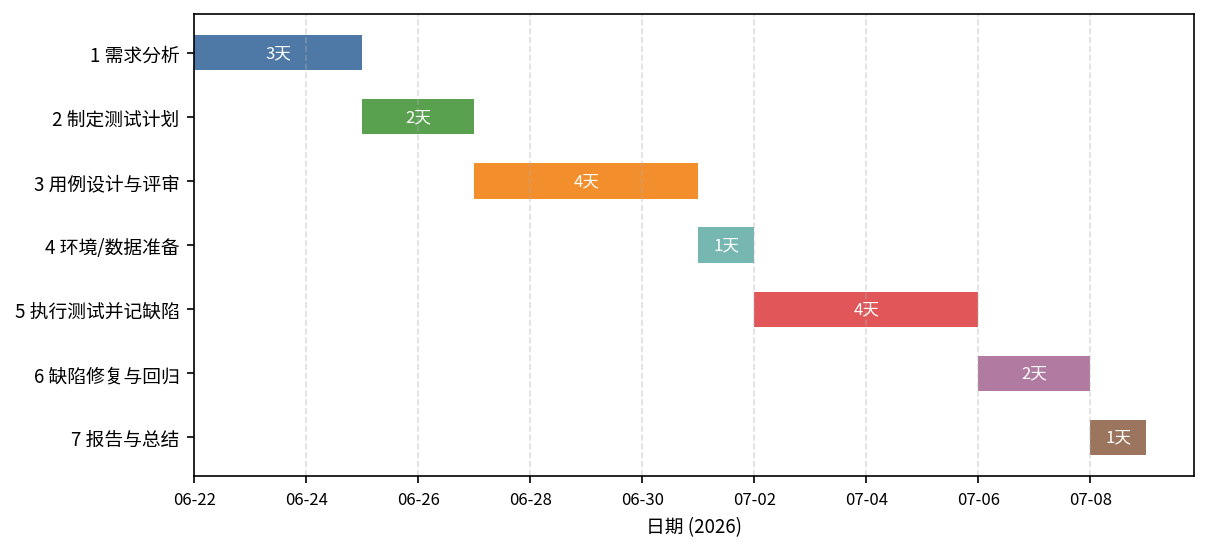 1 需求分析
3天
2 制定测试计划
2天
3 用例设计与评审
4天
4 环境/数据准备
1天
5 执行测试并记缺陷
4天
6 缺陷修复与回归
2天
7 报告与总结
1天
06-22 06-24 06-26 06-28 06-30 07-02 07-04 07-06 07-08
日期 (2026)